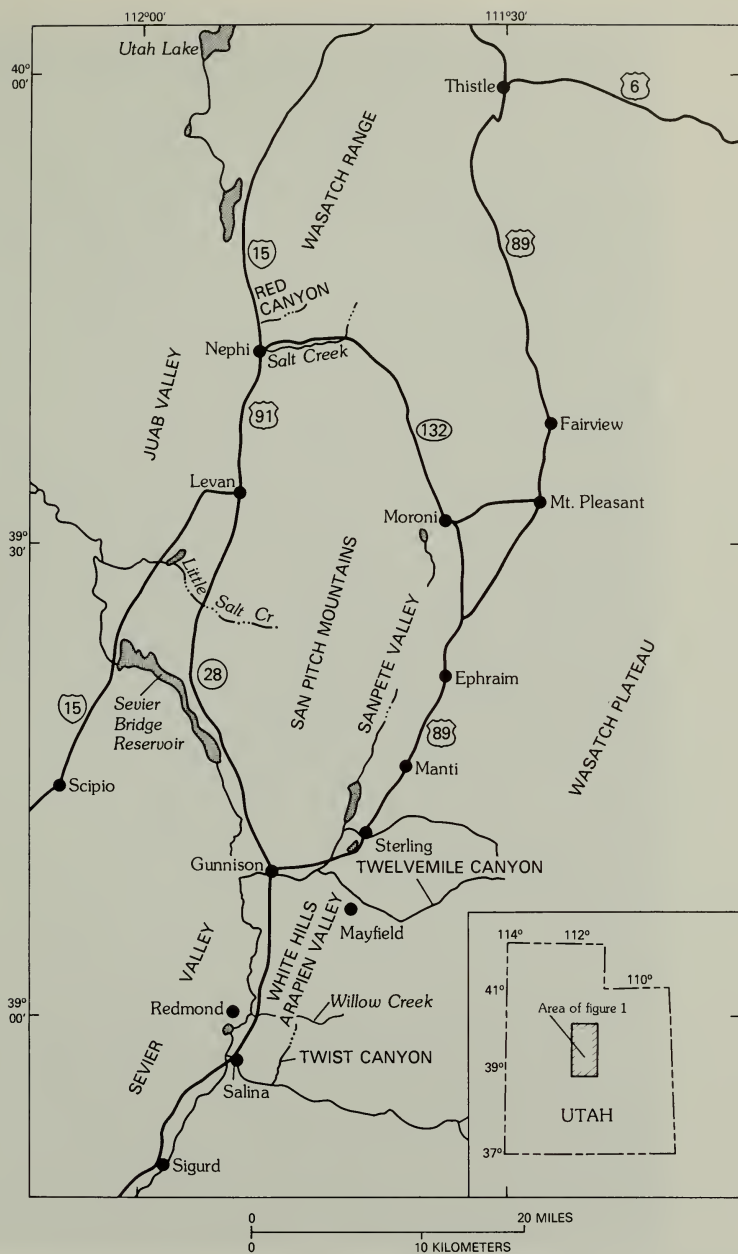 112°00'
111°30'
Utah Lake
40°
00'
Thistle
6
WASATCH RANGE
89
15
RED
CANYON
Nephi
Salt Creek
JUAB VALLEY
91
132
Fairview
Levan
Mt. Pleasant
Moroni
39°
30'
Little Salt Cr
SAN PITCH MOUNTAINS
SANPETE VALLEY
28
Ephraim
WASATCH PLATEAU
15
Sevier
Bridge
Reservoir
89
Manti
Scipio
Sterling
Gunnison
TWELVEMILE CANYON
Mayfield
WHITE HILLS
ARAPIEN VALLEY
SEVIER VALLEY
Redmond
Willow Creek
39°
00'
TWIST CANYON
Salina
Sigurd
114°
112°
110°
41°
Area of figure 1
39°
UTAH
37°
0 20 MILES
0 10 KILOMETERS